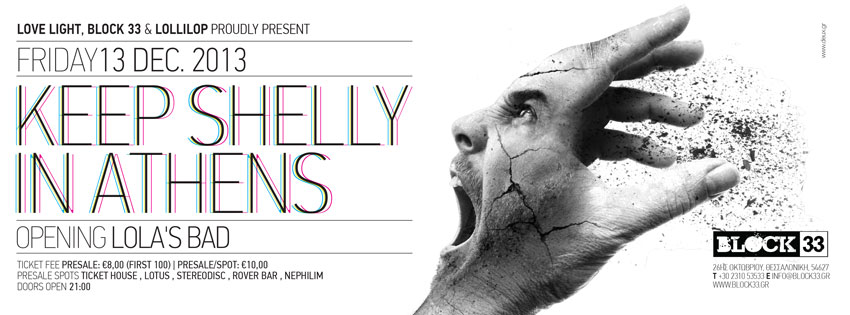 LOVE LIGHT, BLOCK 33 & LOLLILOP PROUDLY PRESENT
FRIDAY 13 DEC. 2013
KEEP SHELLY
IN ATHENS
OPENING LOLA'S BAD
TICKET FEE PRESALE: €8,00 (FIRST 100) | PRESALE/SPOT: €10,00
PRESALE SPOTS TICKET HOUSE , LOTUS , STEREODISC , ROVER BAR , NEPHILIM
DOORS OPEN 21:00
BLOCK 33
26ΗΣ ΟΚΤΩΒΡΙΟΥ, ΘΕΣΣΑΛΟΝΙΚΗ, 54627
T +30 2310 53533 E INFO@BLOCK33.GR
WWW.BLOCK33.GR